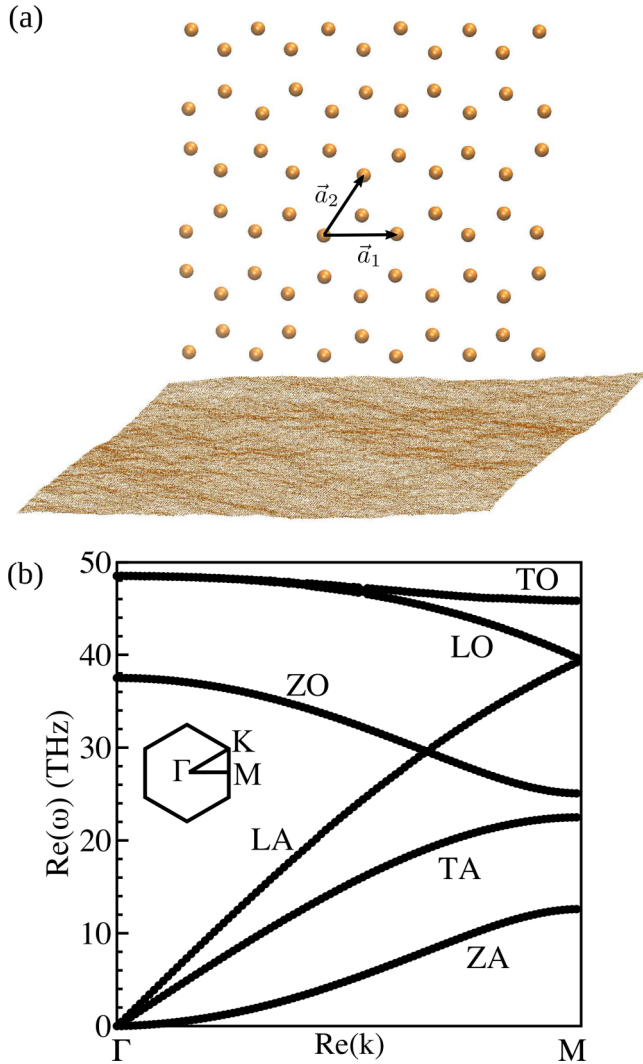 (a)
a⃗₂
a⃗₁
(b)
50
TO
LO
40
ZO
K
Γ
M
30
LA
TA
20
10
ZA
0
Re(ω) (THz)
Γ
Re(k)
M